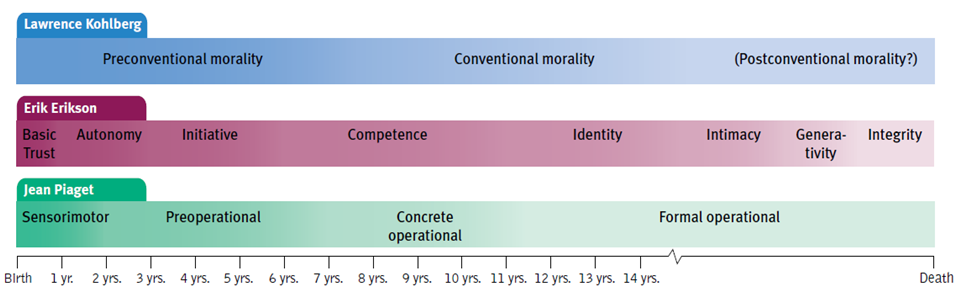 Lawrence Kohlberg
Preconventional morality Conventional morality (Postconventional morality?)
Erik Erikson
Basic Trust Autonomy Initiative Competence Identity Intimacy Genera-tivity Integrity
Jean Piaget
Sensorimotor Preoperational Concrete operational Formal operational
Birth 1 yr. 2 yrs. 3 yrs. 4 yrs. 5 yrs. 6 yrs. 7 yrs. 8 yrs. 9 yrs. 10 yrs. 11 yrs. 12 yrs. 13 yrs. 14 yrs. Death